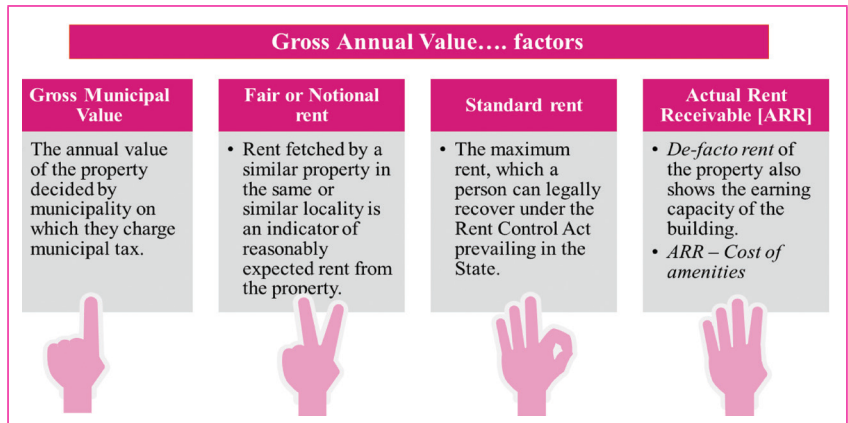 Gross Annual Value.... factors
Gross Municipal
Value
The annual value
of the property
decided by
municipality on
which they charge
municipal tax.
Fair or Notional
rent
• Rent fetched by a
similar property in
the same or
similar locality is
an indicator of
reasonably
expected rent from
the property.
Standard rent
• The maximum
rent, which a
person can legally
recover under the
Rent Control Act
prevailing in the
State.
Actual Rent
Receivable [ARR]
• De-facto rent of
the property also
shows the earning
capacity of the
building.
• ARR – Cost of
amenities